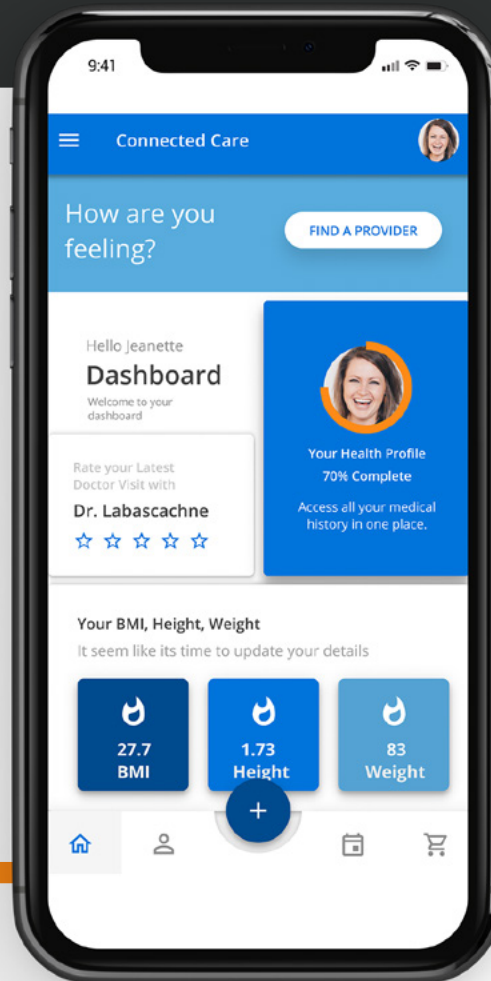 9:41
Connected Care
How are you
feeling?
FIND A PROVIDER
Hello Jeanette
Dashboard
Welcome to your
dashboard
Your Health Profile
70% Complete
Access all your medical
history in one place.
Rate your Latest
Doctor Visit with
Dr. Labascachne
Your BMI, Height, Weight
It seem like its time to update your details
27.7
BMI
1.73
Height
83
Weight